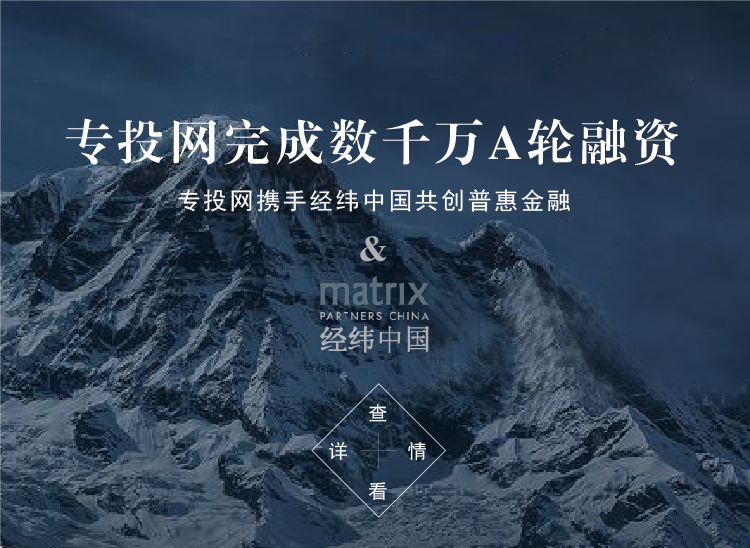 专投网完成数千万A轮融资
专投网携手经纬中国共创普惠金融
&
matrix
PARTNERS CHINA
经纬中国
查
详 情
看